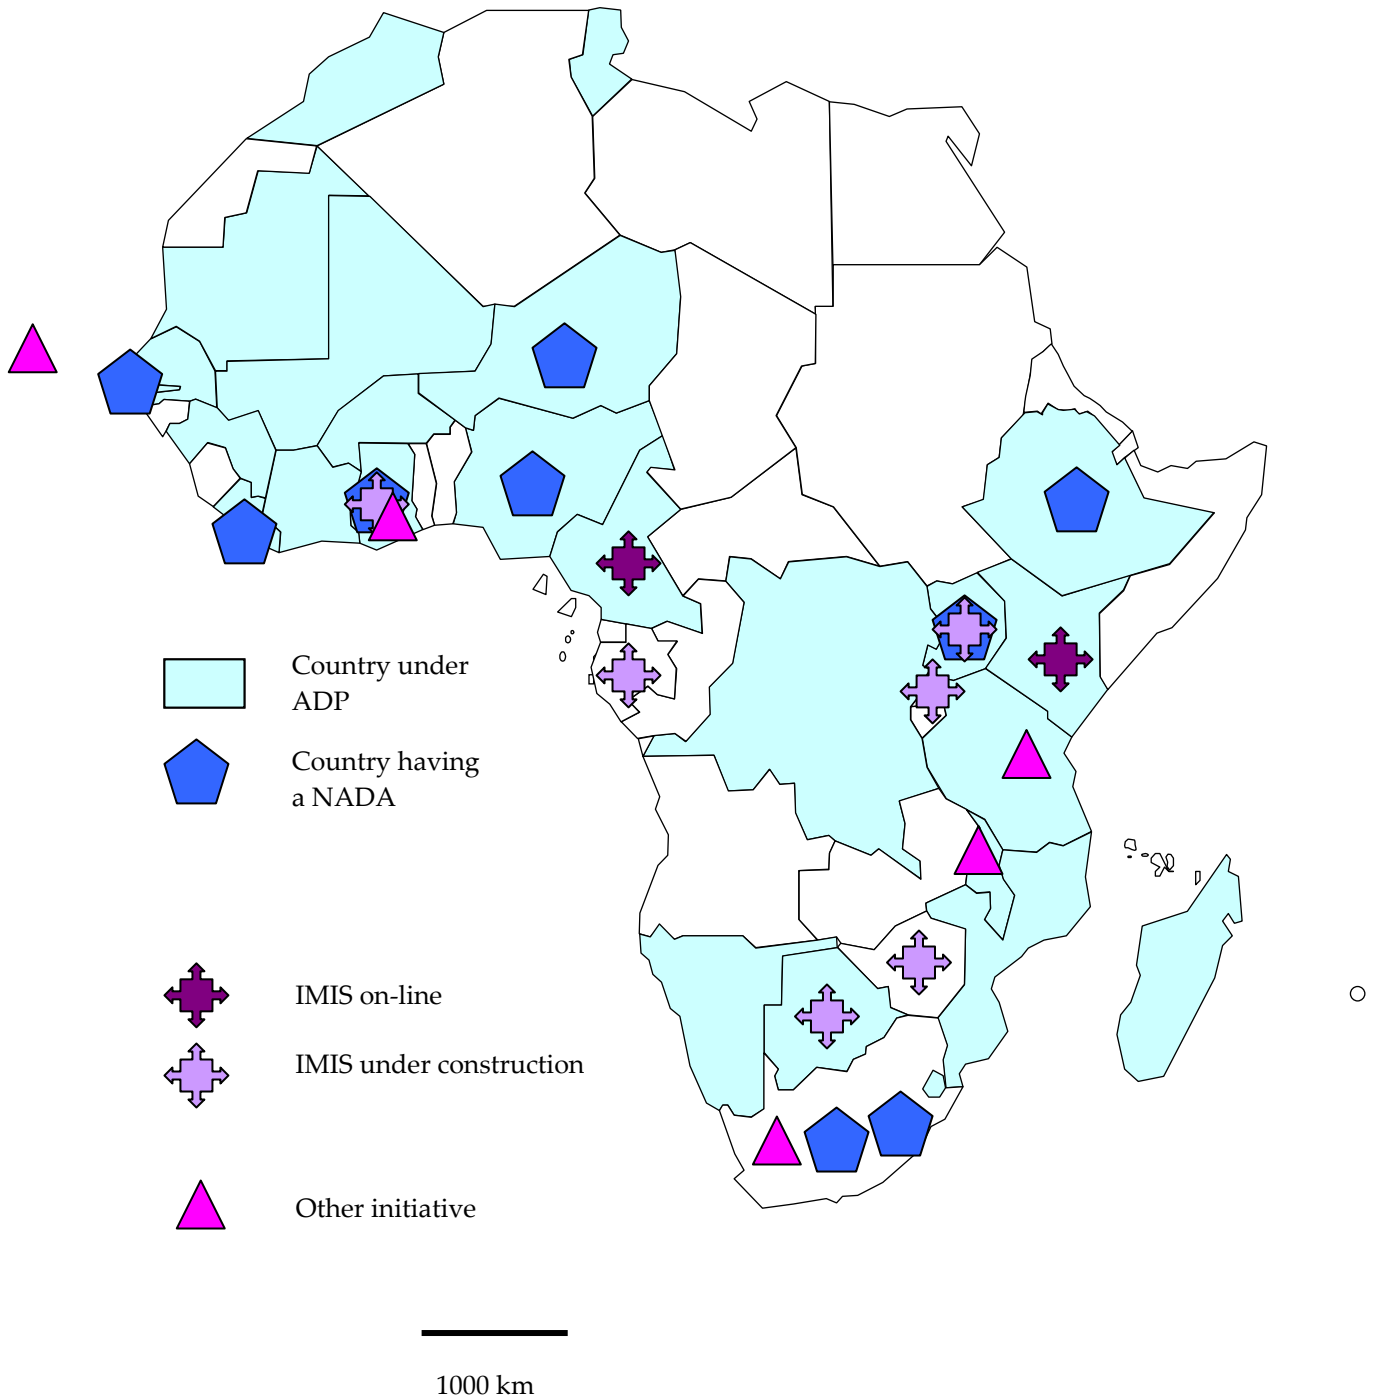 Country under
ADP
Country having
a NADA
IMIS on-line
IMIS under construction
Other initiative
1000 km